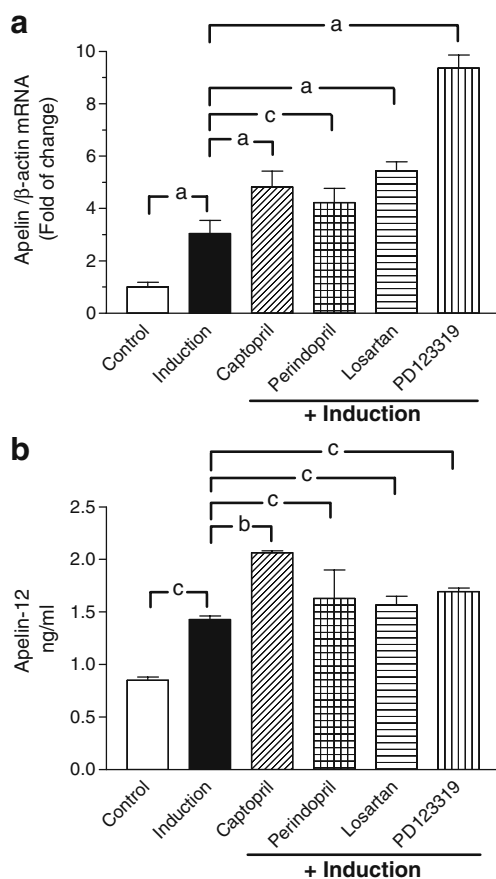 a
Apelin /β-actin mRNA
(Fold of change)
10
8
6
4
2
0
a
a
c
a
a
Control
Induction
Captopril
Perindopril
Losartan
PD123319
+ Induction
b
Apelin-12
ng/ml
2.5
2.0
1.5
1.0
0.5
0.0
c
c
c
b
c
Control
Induction
Captopril
Perindopril
Losartan
PD123319
+ Induction